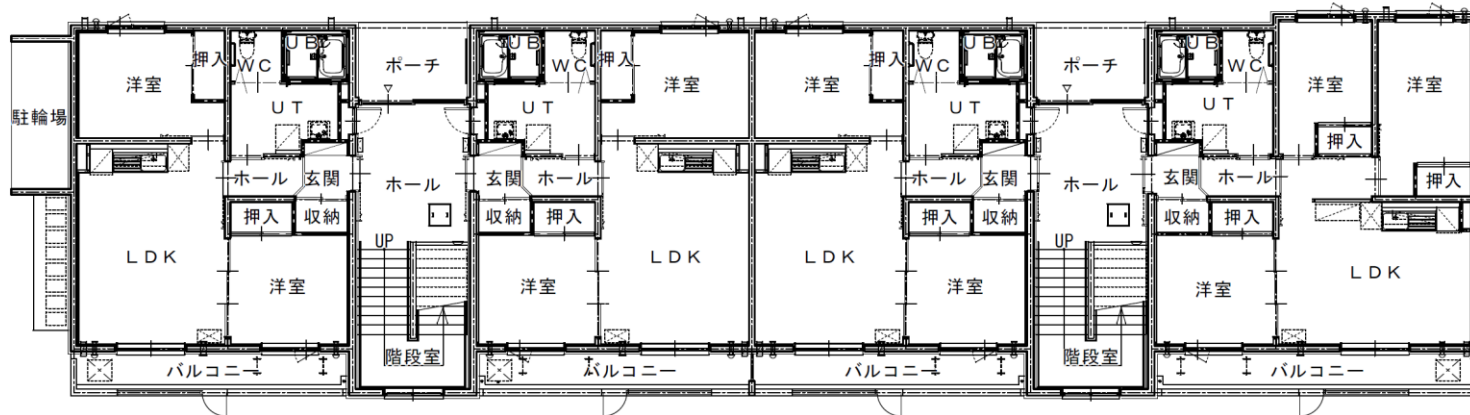 UB
UB
UB
UB
押入
WC
ポーチ
WC
押入
押入
WC
ポーチ
WC
洋室
洋室
洋室
洋室
洋室
洋室
駐輪場
UT
UT
UT
UT
押入
ホール
玄関
ホール
玄関
ホール
ホール
玄関
ホール
玄関
ホール
押入
押入
収納
収納
押入
押入
収納
収納
押入
UP
UP
LDK
LDK
LDK
LDK
洋室
洋室
洋室
洋室
階段室
階段室
バルコニー
バルコニー
バルコニー
バルコニー